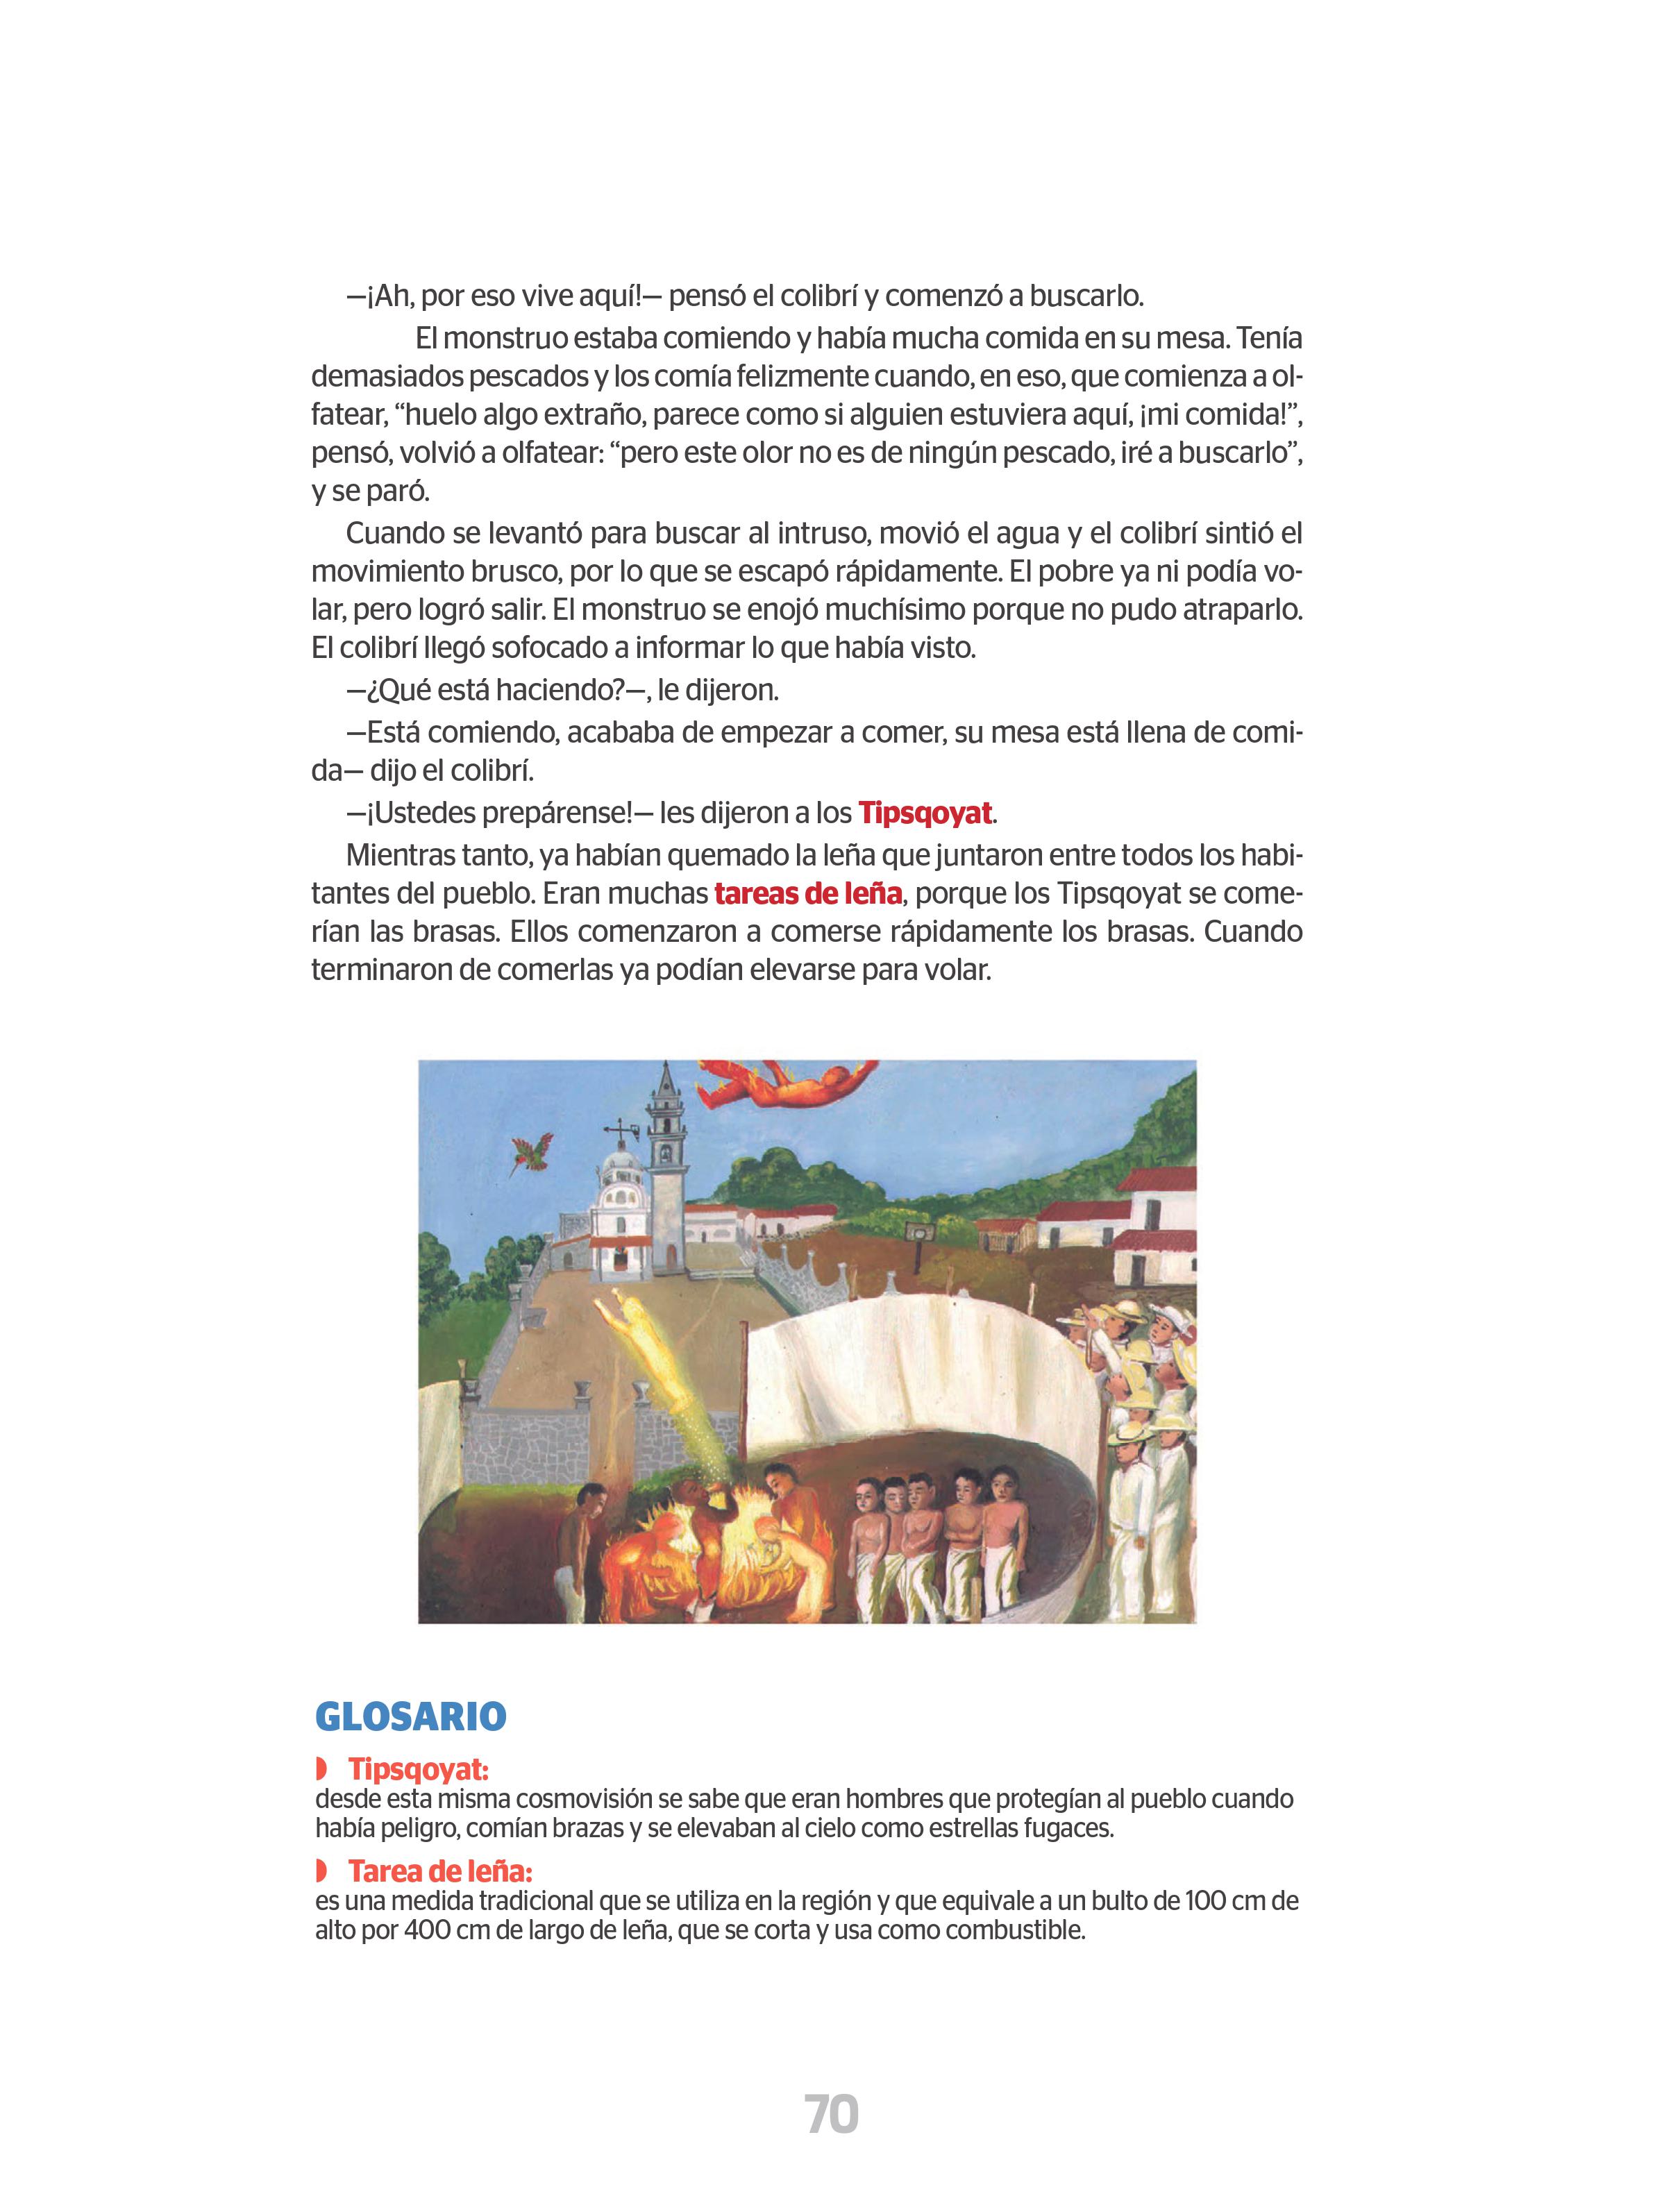 —¡Ah, por eso vive aquí!— pensó el colibrí y comenzó a buscarlo.
El monstruo estaba comiendo y había mucha comida en su mesa. Tenía
demasiados pescados y los comía felizmente cuando, en eso, que comienza a ol-
fatear, “huelo algo extraño, parece como si alguien estuviera aquí, ¡mi comida!”,
pensó, volvió a olfatear: “pero este olor no es de ningún pescado, iré a buscarlo”,
y se paró.
Cuando se levantó para buscar al intruso, movió el agua y el colibrí sintió el
movimiento brusco, por lo que se escapó rápidamente. El pobre ya ni podía vo-
lar, pero logró salir. El monstruo se enojó muchísimo porque no pudo atraparlo.
El colibrí llegó sofocado a informar lo que había visto.
—¿Qué está haciendo?—, le dijeron.
—Está comiendo, acababa de empezar a comer, su mesa está llena de comi-
da— dijo el colibrí.
—¡Ustedes prepárense!— les dijeron a los Tipsqoyat.
Mientras tanto, ya habían quemado la leña que juntaron entre todos los habi-
tantes del pueblo. Eran muchas tareas de leña, porque los Tipsqoyat se come-
rían las brasas. Ellos comenzaron a comerse rápidamente los brasas. Cuando
terminaron de comerlas ya podían elevarse para volar.
GLOSARIO
Tipsqoyat:
desde esta misma cosmovisión se sabe que eran hombres que protegían al pueblo cuando
había peligro, comían brazas y se elevaban al cielo como estrellas fugaces.
Tarea de leña:
es una medida tradicional que se utiliza en la región y que equivale a un bulto de 100 cm de
alto por 400 cm de largo de leña, que se corta y usa como combustible.
70